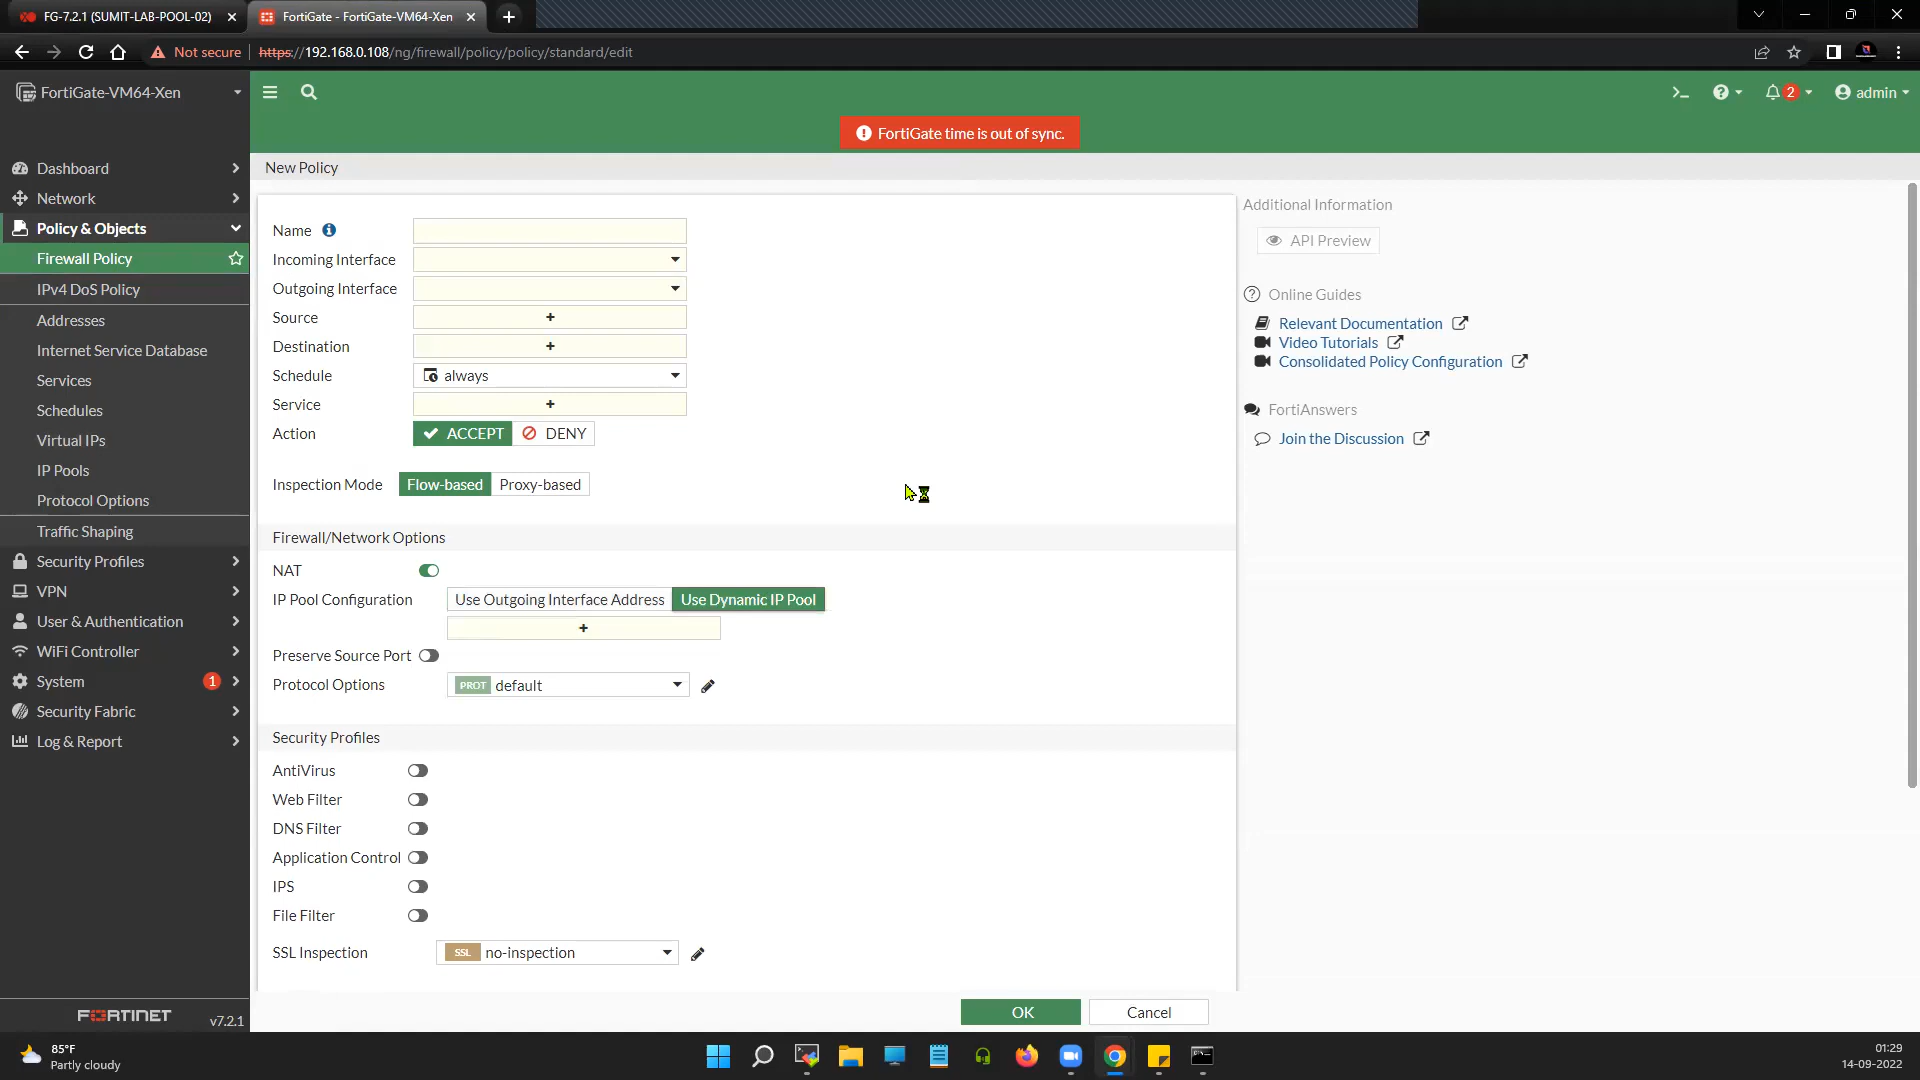 FG-7.2.1 (SUMIT-LAB-POOL-02)
FortiGate - FortiGate-VM64-Xen
Not secure https://192.168.0.108/ng/firewall/policy/policy/standard/edit
FortiGate-VM64-Xen
2
admin
FortiGate time is out of sync.
Dashboard
Network
Policy & Objects
Firewall Policy
IPv4 DoS Policy
Addresses
Internet Service Database
Services
Schedules
Virtual IPs
IP Pools
Protocol Options
Traffic Shaping
Security Profiles
VPN
User & Authentication
WiFi Controller
System 1
Security Fabric
Log & Report
FORTINET v7.2.1
New Policy
Name
Incoming Interface
Outgoing Interface
Source
Destination
Schedule always
Service
Action ACCEPT DENY
Inspection Mode Flow-based Proxy-based
Firewall/Network Options
NAT
IP Pool Configuration Use Outgoing Interface Address Use Dynamic IP Pool
Preserve Source Port
Protocol Options PROT default
Security Profiles
AntiVirus
Web Filter
DNS Filter
Application Control
IPS
File Filter
SSL Inspection SSL no-inspection
OK Cancel
Additional Information
API Preview
Online Guides
Relevant Documentation
Video Tutorials
Consolidated Policy Configuration
FortiAnswers
Join the Discussion
85°F
Partly cloudy
01:29
14-09-2022